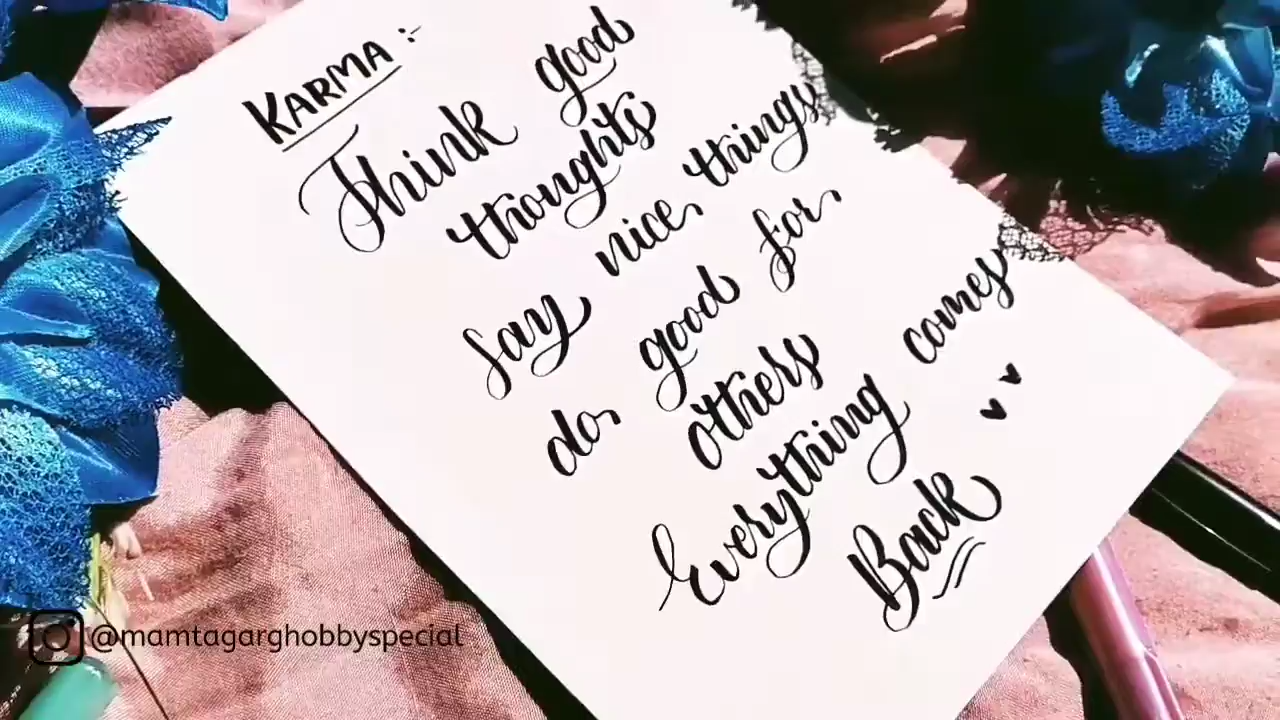 KARMA :-
Think good
thoughts
say nice things
do good for
others
Everything comes
Back
@mamtagarghobbyspecial